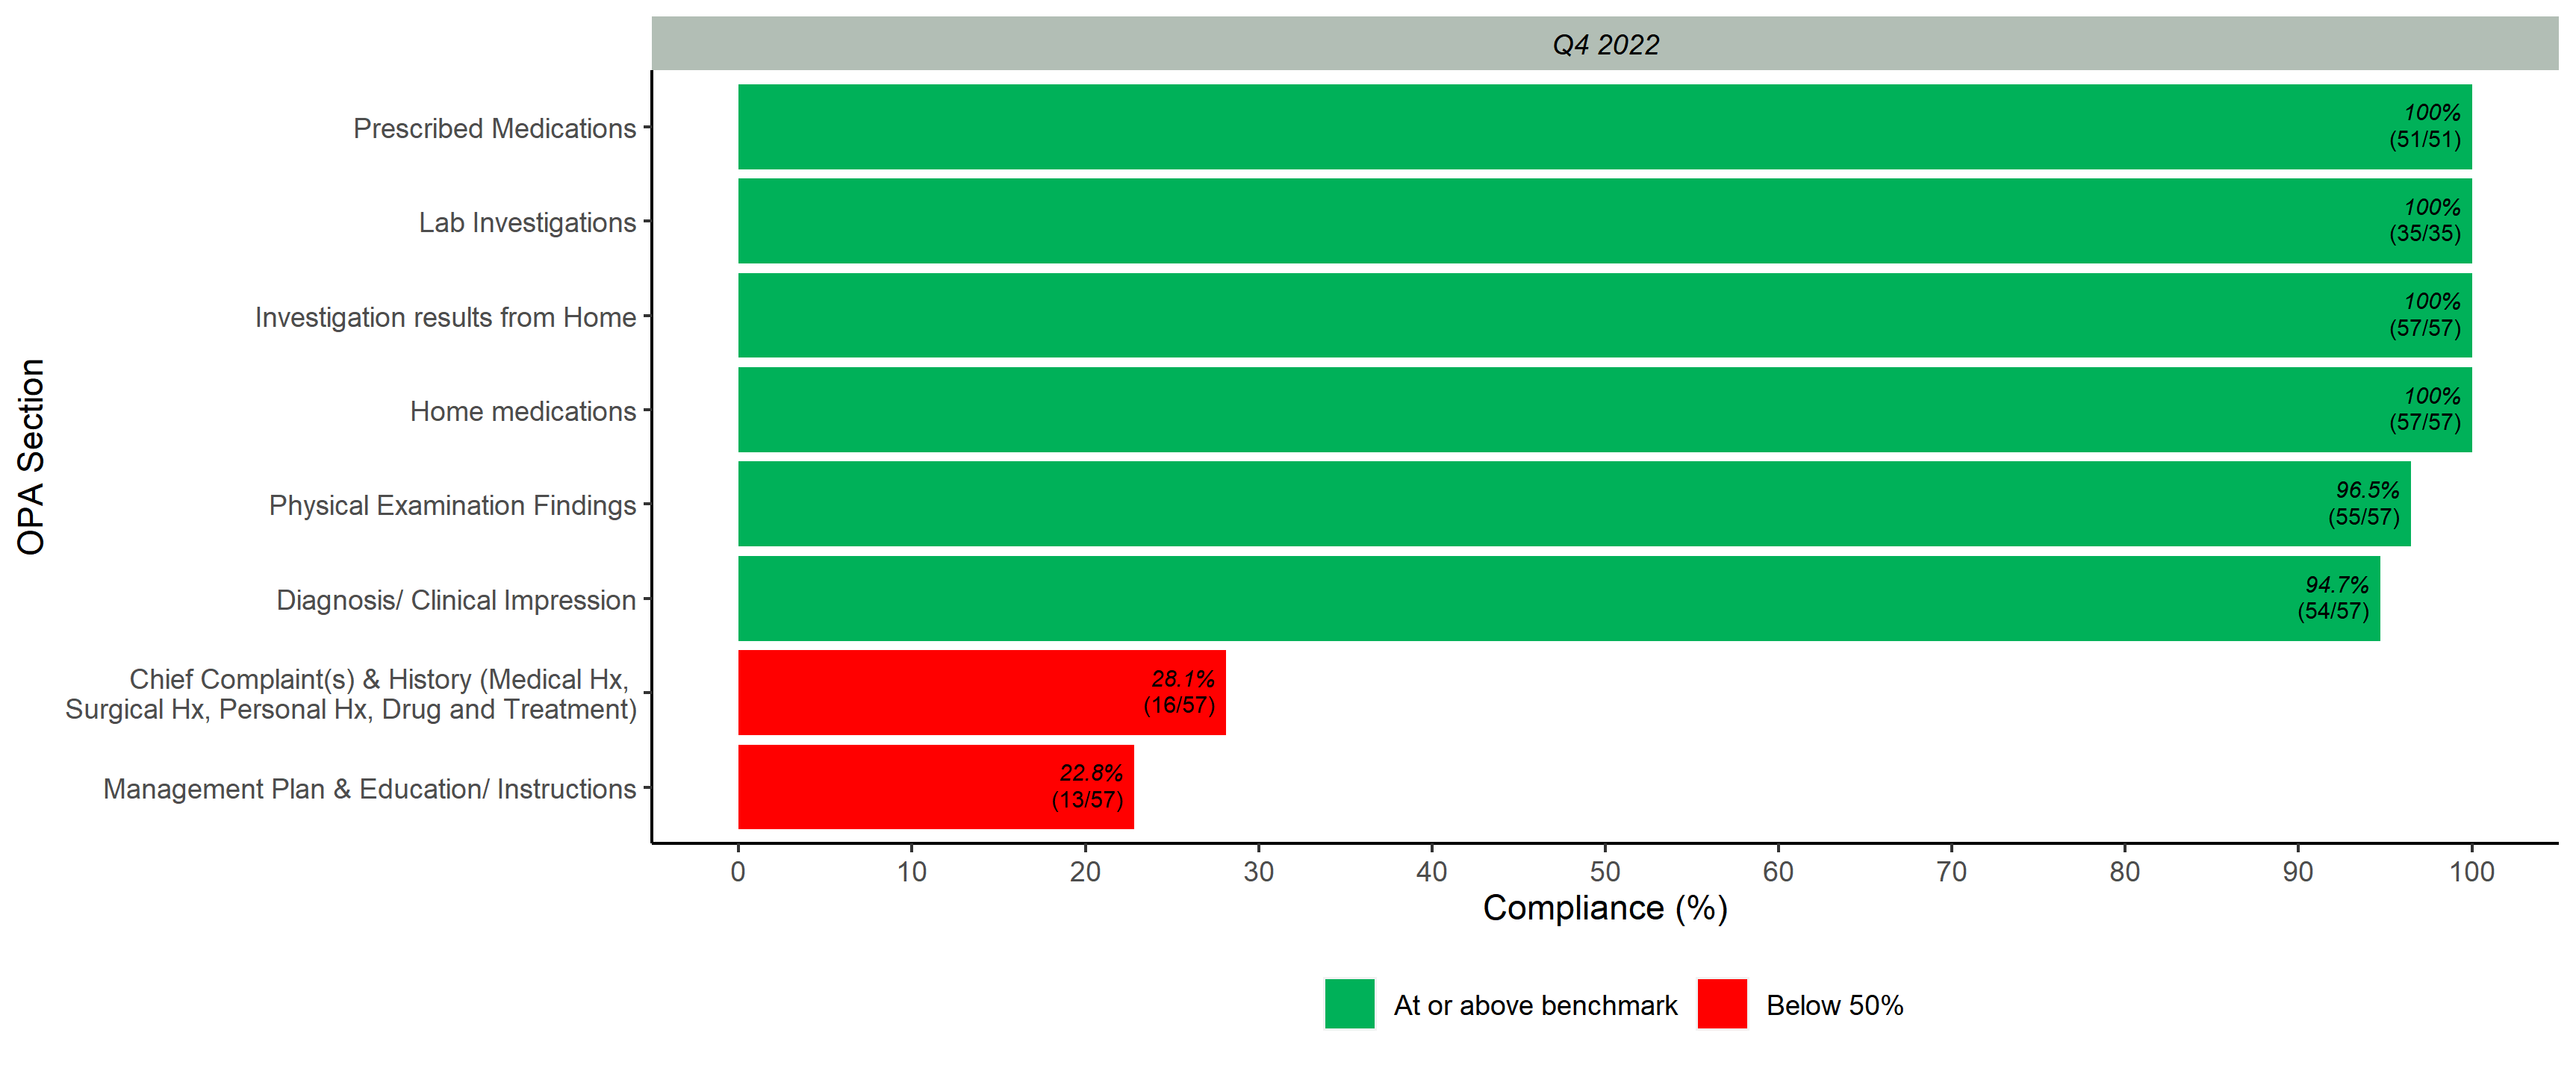 Q4 2022
OPA Section
Prescribed Medications
100%
(51/51)
Lab Investigations
100%
(35/35)
Investigation results from Home
100%
(57/57)
Home medications
100%
(57/57)
Physical Examination Findings
96.5%
(55/57)
Diagnosis/ Clinical Impression
94.7%
(54/57)
Chief Complaint(s) & History (Medical Hx,
Surgical Hx, Personal Hx, Drug and Treatment)
28.1%
(16/57)
Management Plan & Education/ Instructions
22.8%
(13/57)
0 10 20 30 40 50 60 70 80 90 100
Compliance (%)
At or above benchmark Below 50%